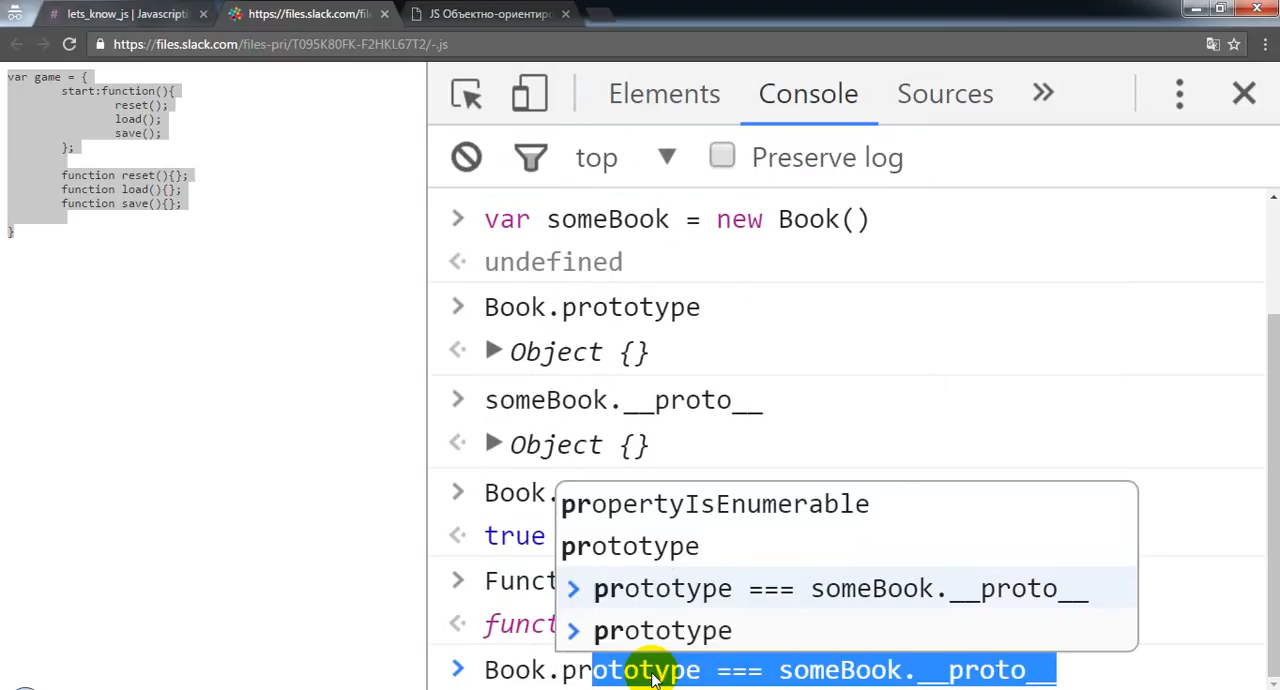 # lets_know_js | Javascript
https://files.slack.com/fil
JS Объектно-ориентиро
https://files.slack.com/files-pri/T095K80FK-F2HKL67T2/-.js
var game = {
start:function(){
reset();
load();
save();
};
function reset(){};
function load(){};
function save(){};
}
Elements Console Sources
top Preserve log
var someBook = new Book()
undefined
Book.prototype
Object {}
someBook.__proto__
Object {}
Book.
true
Funct
funct
propertyIsEnumerable
prototype
prototype === someBook.__proto__
prototype
Book.prototype === someBook.__proto__